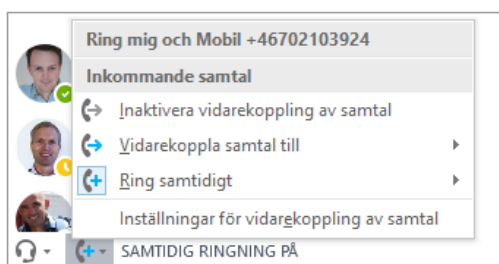 Ring mig och Mobil +46702103924
Inkommande samtal
Inaktivera vidarekoppling av samtal
Vidarekoppla samtal till
Ring samtidigt
Inställningar för vidarekoppling av samtal
SAMTIDIG RINGNING PÅ